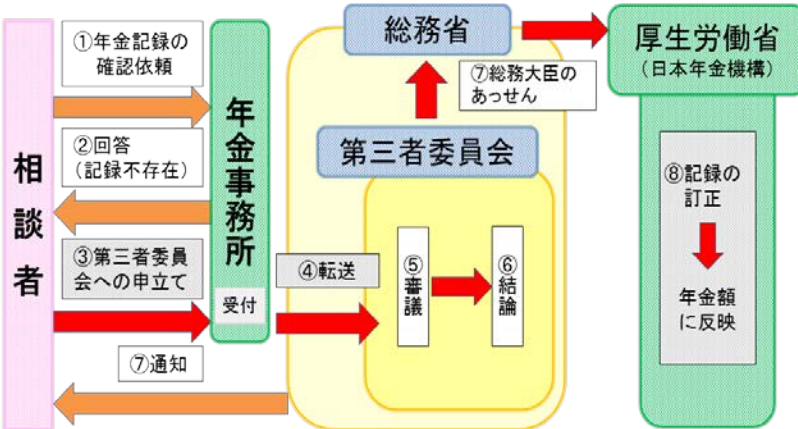 相談者
①年金記録の
確認依頼
②回答
（記録不存在）
③第三者委員
会への申立て
⑦通知
年金事務所
受付
④転送
総務省
⑦総務大臣の
あっせん
第三者委員会
⑤審議
⑥結論
厚生労働省
（日本年金機構）
⑧記録の
訂正
年金額
に反映